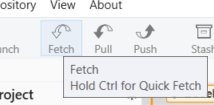 ository View About
unch Fetch Pull Push Stash
Fetch
Hold Ctrl for Quick Fetch
roject